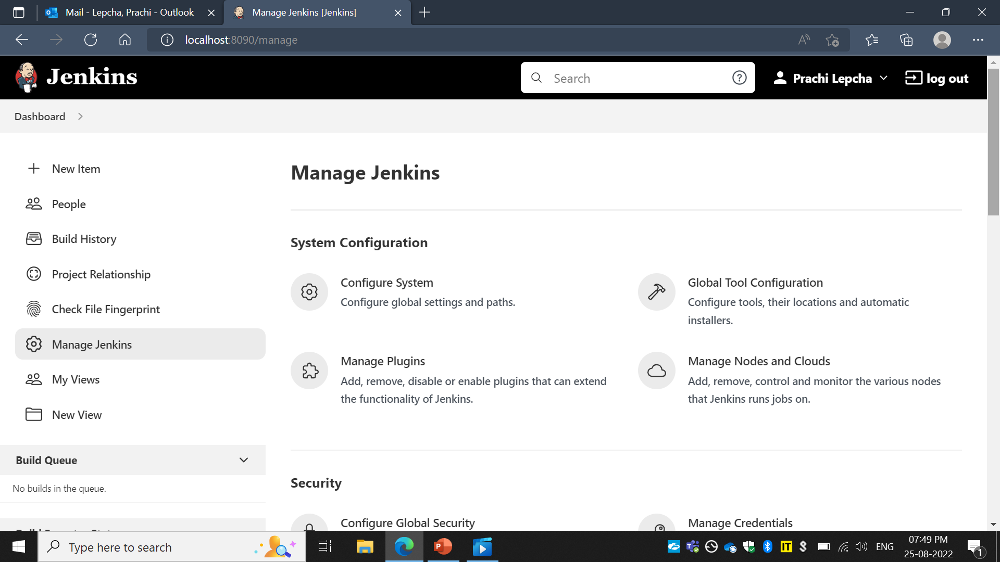 Mail - Lepcha, Prachi - Outlook
Manage Jenkins [Jenkins]
localhost:8090/manage
Jenkins
Search
Prachi Lepcha
log out
Dashboard
New Item
People
Build History
Project Relationship
Check File Fingerprint
Manage Jenkins
My Views
New View
Build Queue
No builds in the queue.
Manage Jenkins
System Configuration
Configure System
Configure global settings and paths.
Global Tool Configuration
Configure tools, their locations and automatic
installers.
Manage Plugins
Add, remove, disable or enable plugins that can extend
the functionality of Jenkins.
Manage Nodes and Clouds
Add, remove, control and monitor the various nodes
that Jenkins runs jobs on.
Security
Configure Global Security
Manage Credentials
Type here to search
ENG
07:49 PM
25-08-2022
1